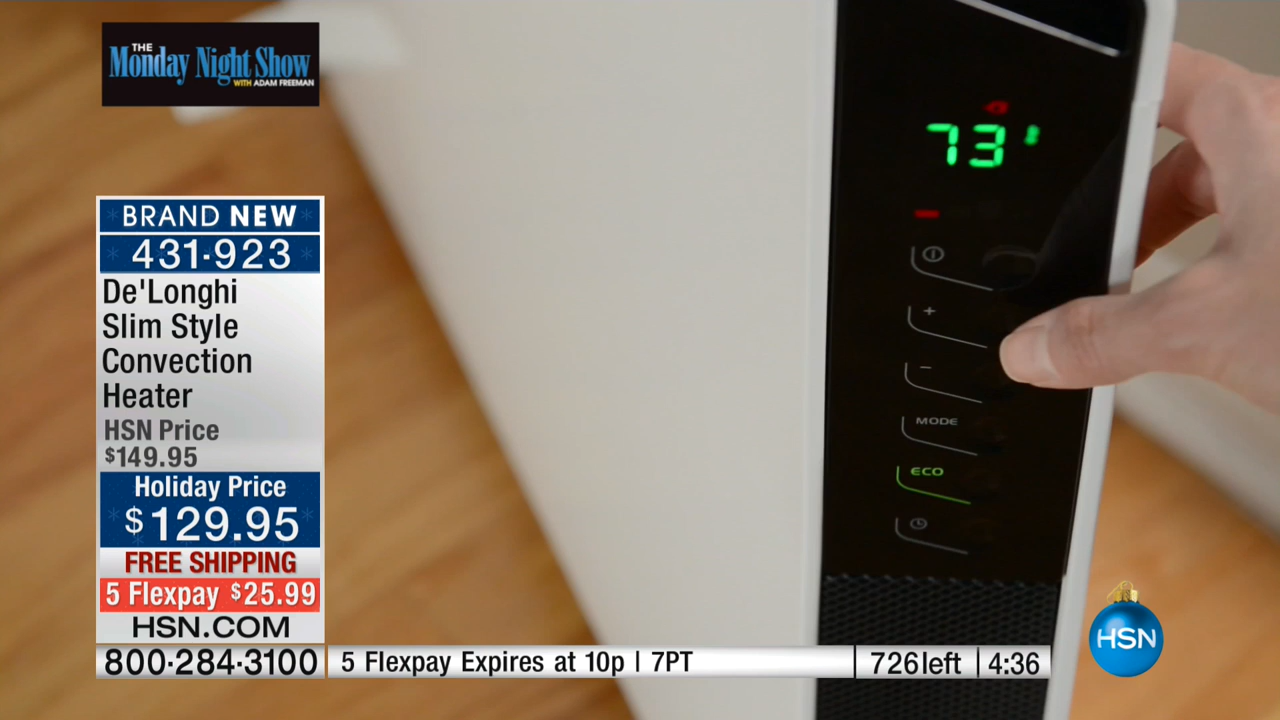 THE
Monday Night Show
WITH ADAM FREEMAN
BRAND NEW
431·923
De'Longhi
Slim Style
Convection
Heater
HSN Price
$149.95
Holiday Price
$129.95
FREE SHIPPING
5 Flexpay $25.99
HSN.COM
800·284·3100
5 Flexpay Expires at 10p | 7PT
726left
4:36
73°
+
-
MODE
ECO
HSN